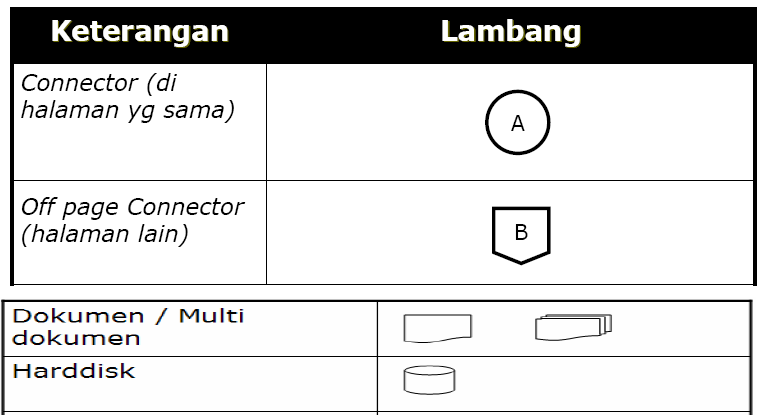 Keterangan Lambang
Connector (di
halaman yg sama)
A
Off page Connector
(halaman lain)
B
Dokumen / Multi
dokumen
Harddisk